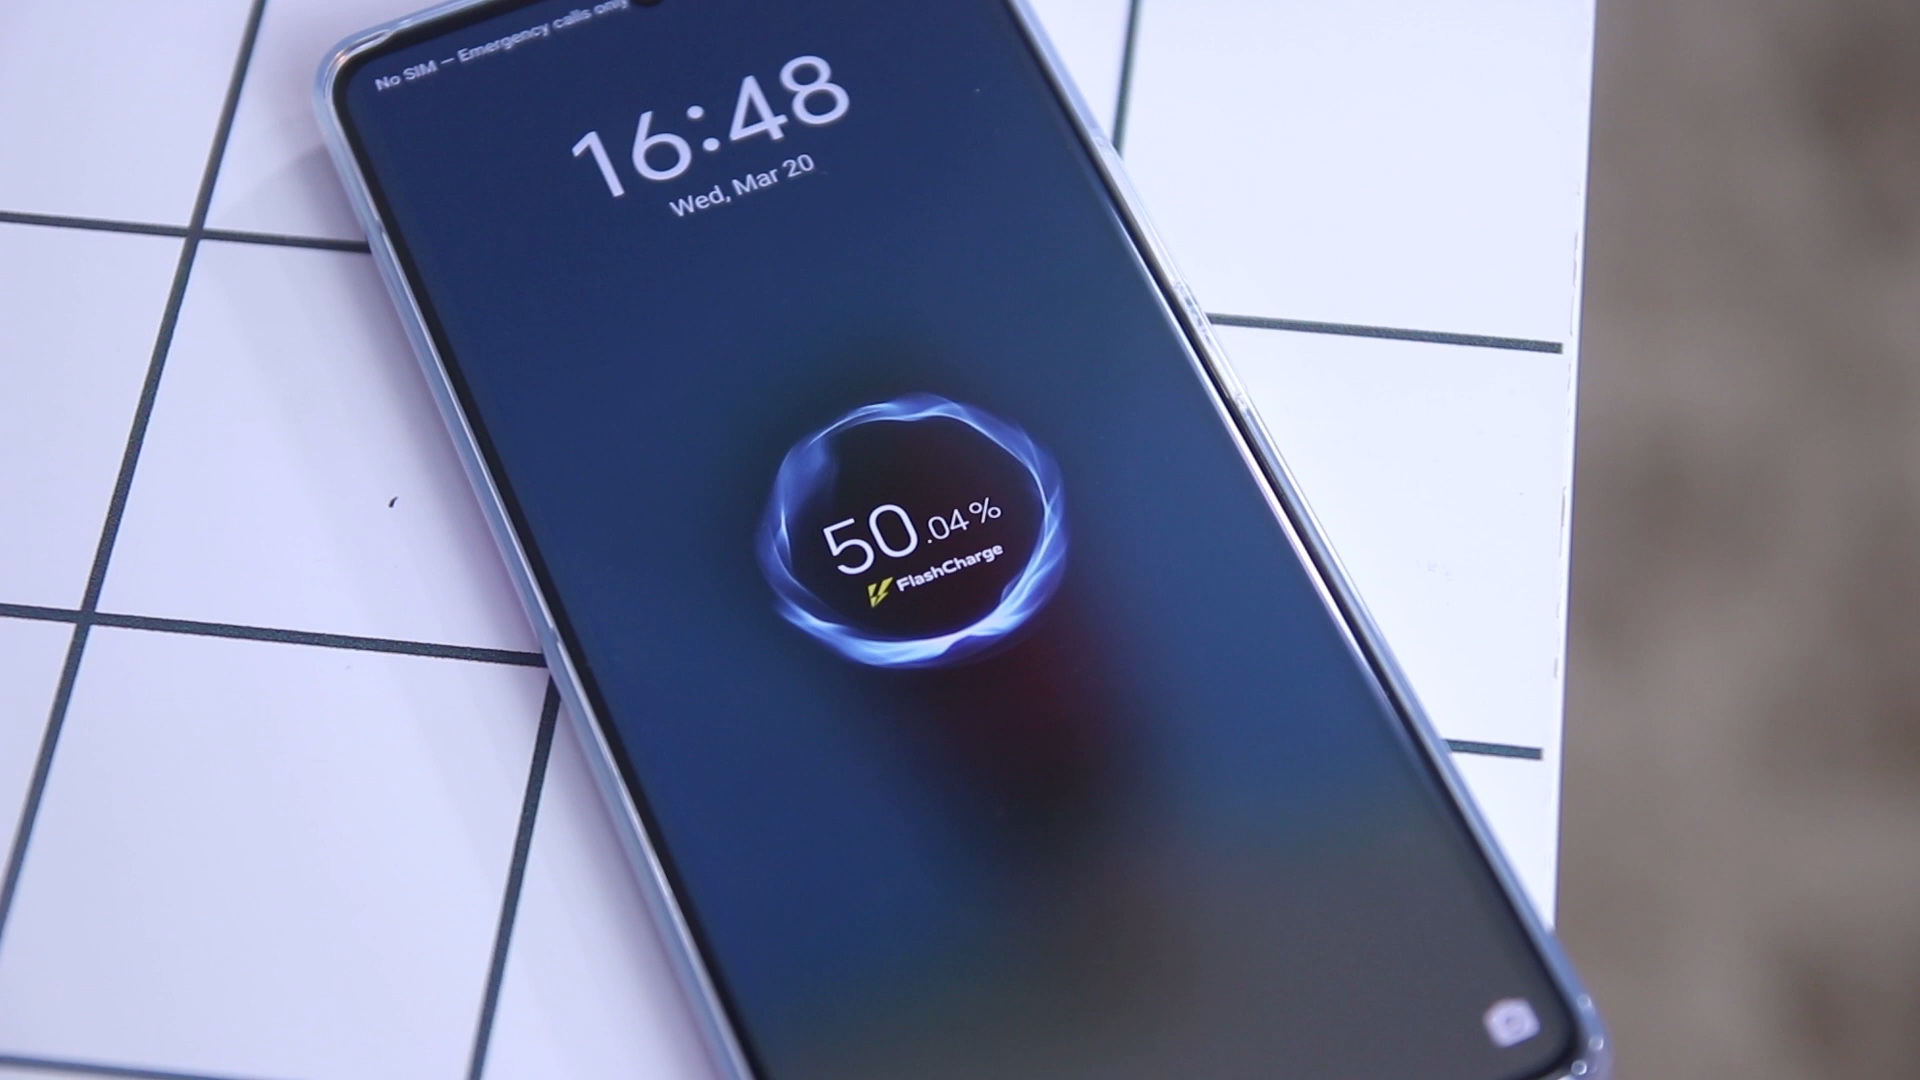 No SIM – Emergency calls only
16:48
Wed, Mar 20
50.04%
FlashCharge